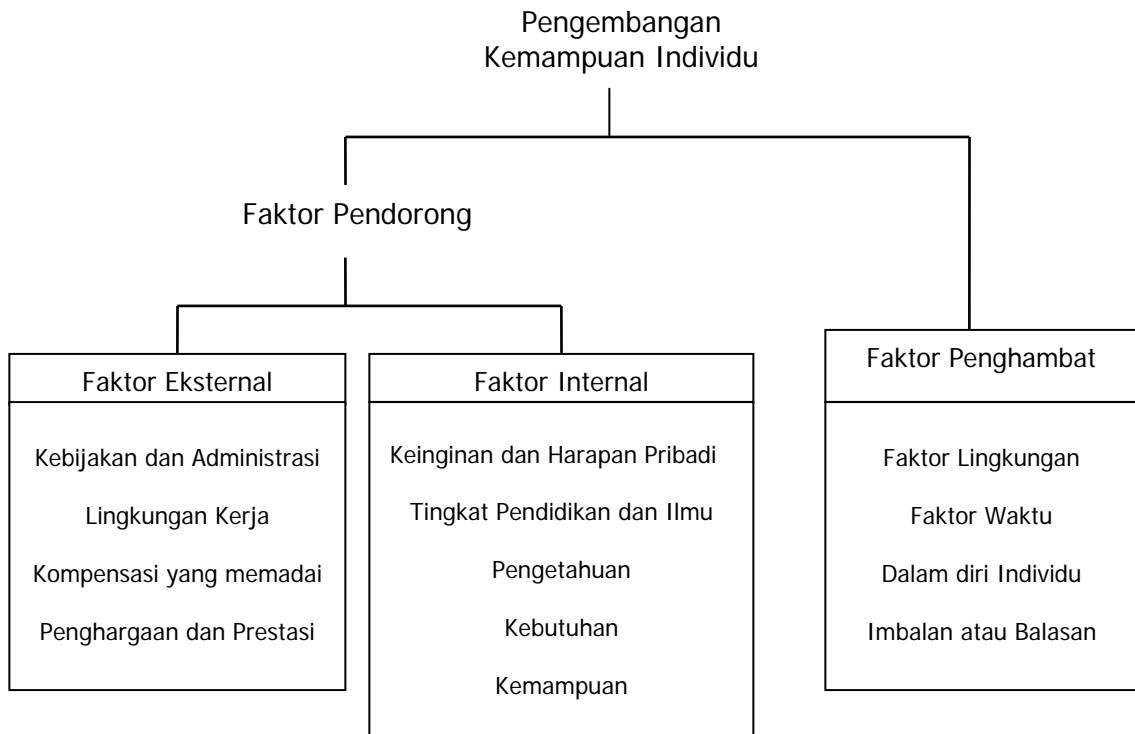 Pengembangan
Kemampuan Individu
Faktor Pendorong
Faktor Eksternal
Kebijakan dan Administrasi
Lingkungan Kerja
Kompensasi yang memadai
Penghargaan dan Prestasi
Faktor Internal
Keinginan dan Harapan Pribadi
Tingkat Pendidikan dan Ilmu
Pengetahuan
Kebutuhan
Kemampuan
Faktor Penghambat
Faktor Lingkungan
Faktor Waktu
Dalam diri Individu
Imbalan atau Balasan